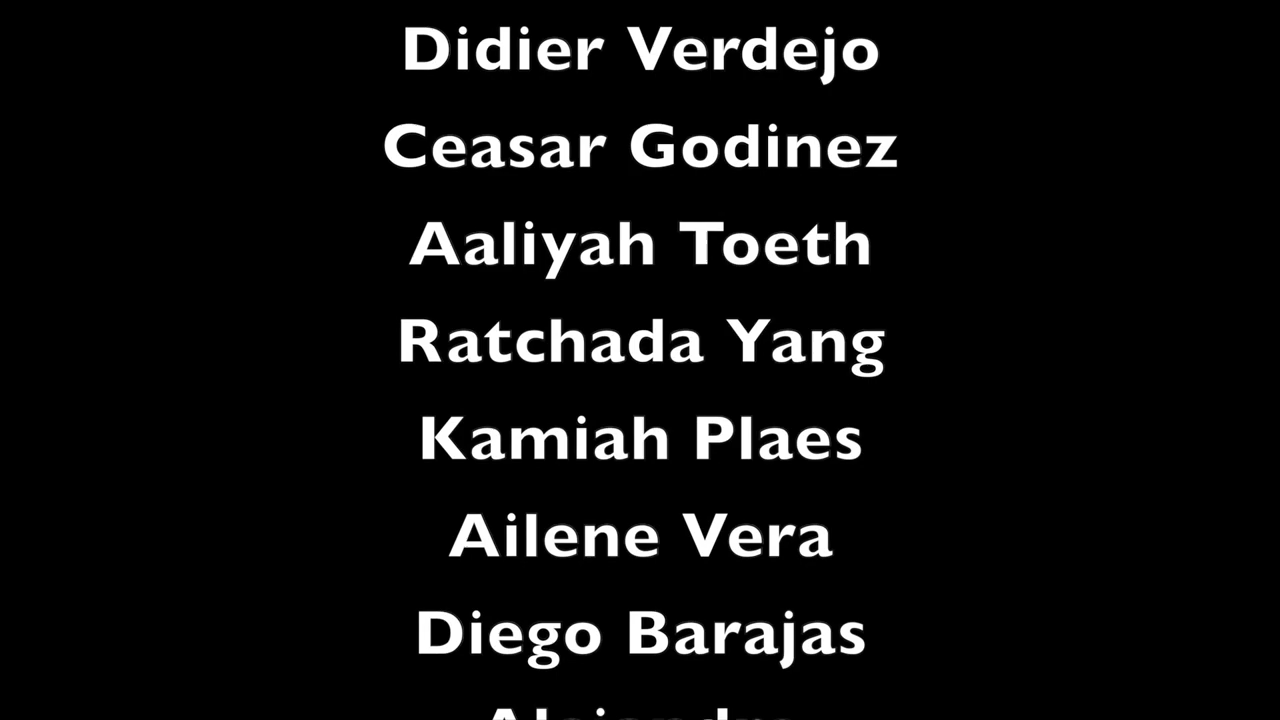 Didier Verdejo
Ceasar Godinez
Aaliyah Toeth
Ratchada Yang
Kamiah Plaes
Ailene Vera
Diego Barajas